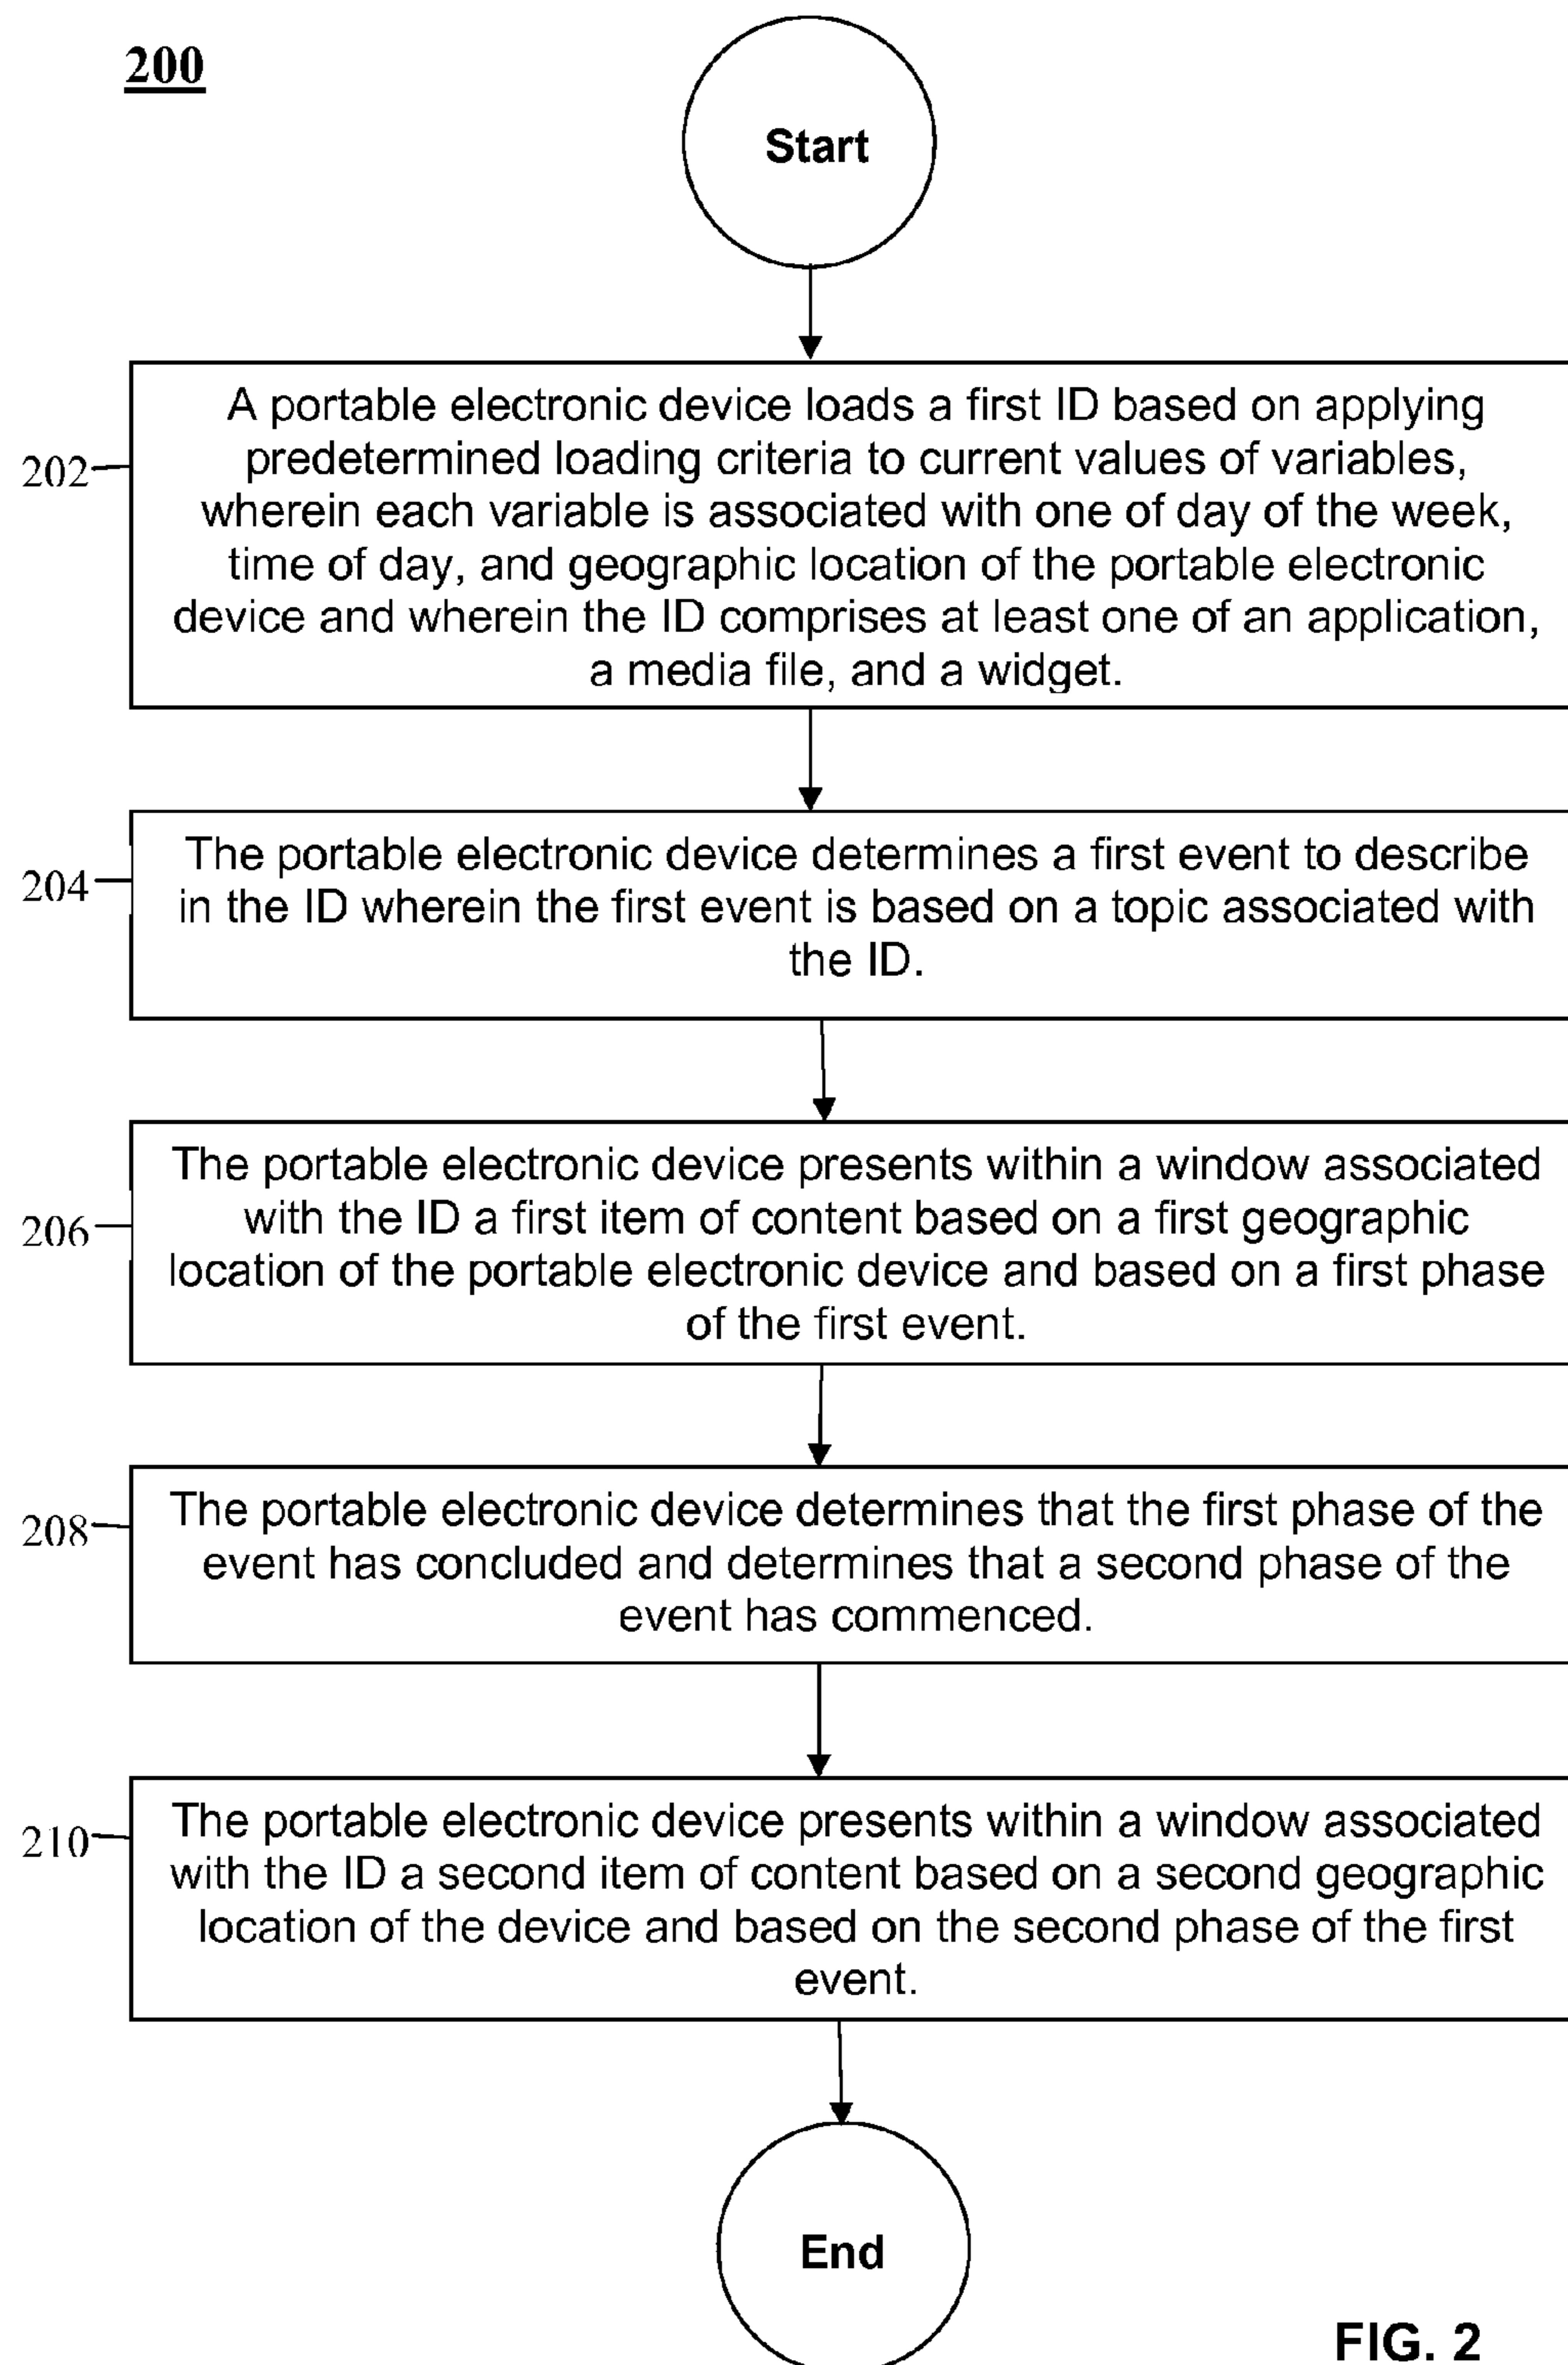 200
Start
202
A portable electronic device loads a first ID based on applying
predetermined loading criteria to current values of variables,
wherein each variable is associated with one of day of the week,
time of day, and geographic location of the portable electronic
device and wherein the ID comprises at least one of an application,
a media file, and a widget.
204
The portable electronic device determines a first event to describe
in the ID wherein the first event is based on a topic associated with
the ID.
206
The portable electronic device presents within a window associated
with the ID a first item of content based on a first geographic
location of the portable electronic device and based on a first phase
of the first event.
208
The portable electronic device determines that the first phase of the
event has concluded and determines that a second phase of the
event has commenced.
210
The portable electronic device presents within a window associated
with the ID a second item of content based on a second geographic
location of the device and based on the second phase of the first
event.
End
FIG. 2